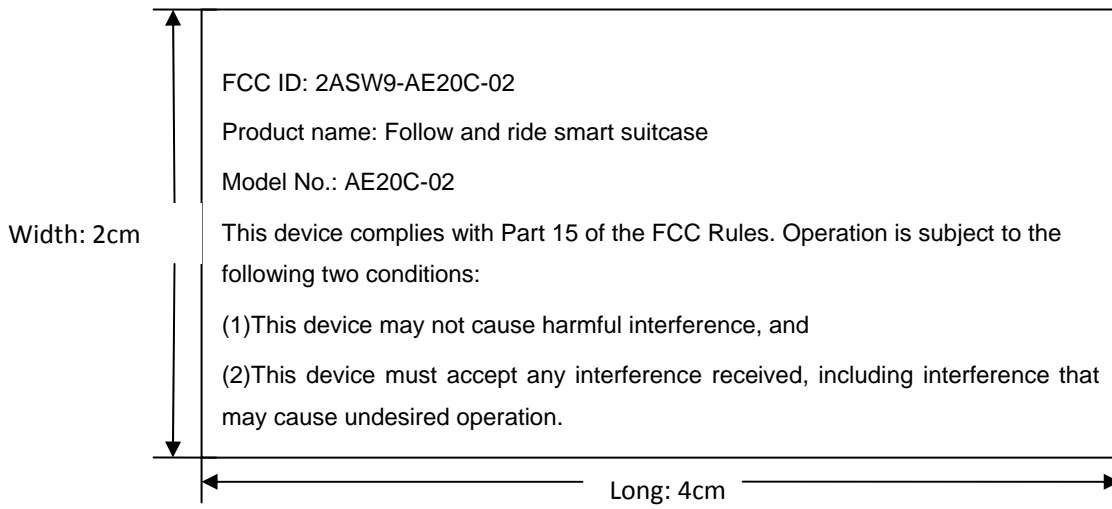 FCC ID: 2ASW9-AE20C-02
Product name: Follow and ride smart suitcase
Model No.: AE20C-02
Width: 2cm
This device complies with Part 15 of the FCC Rules. Operation is subject to the
following two conditions:
(1)This device may not cause harmful interference, and
(2)This device must accept any interference received, including interference that
may cause undesired operation.
Long: 4cm